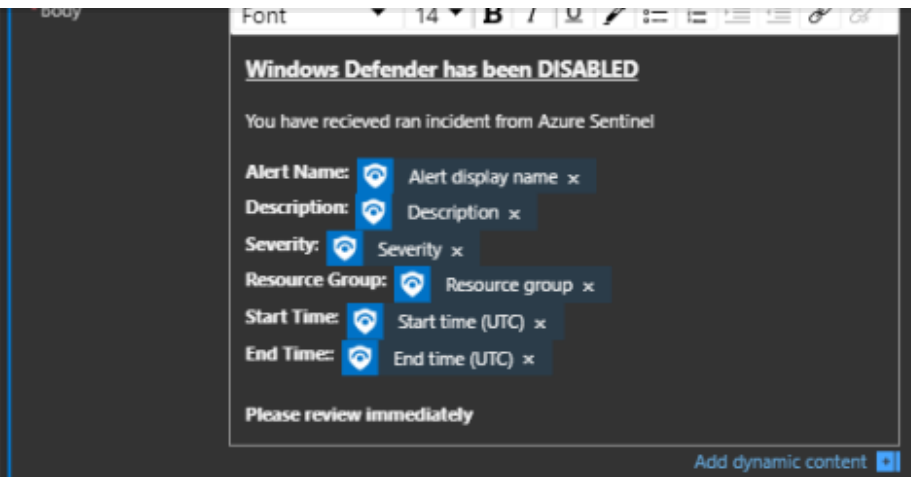 *Body
Font 14 B I U
Windows Defender has been DISABLED
You have recieved ran incident from Azure Sentinel
Alert Name: Alert display name ×
Description: Description ×
Severity: Severity ×
Resource Group: Resource group ×
Start Time: Start time (UTC) ×
End Time:: End time (UTC) ×
Please review immediately
Add dynamic content +